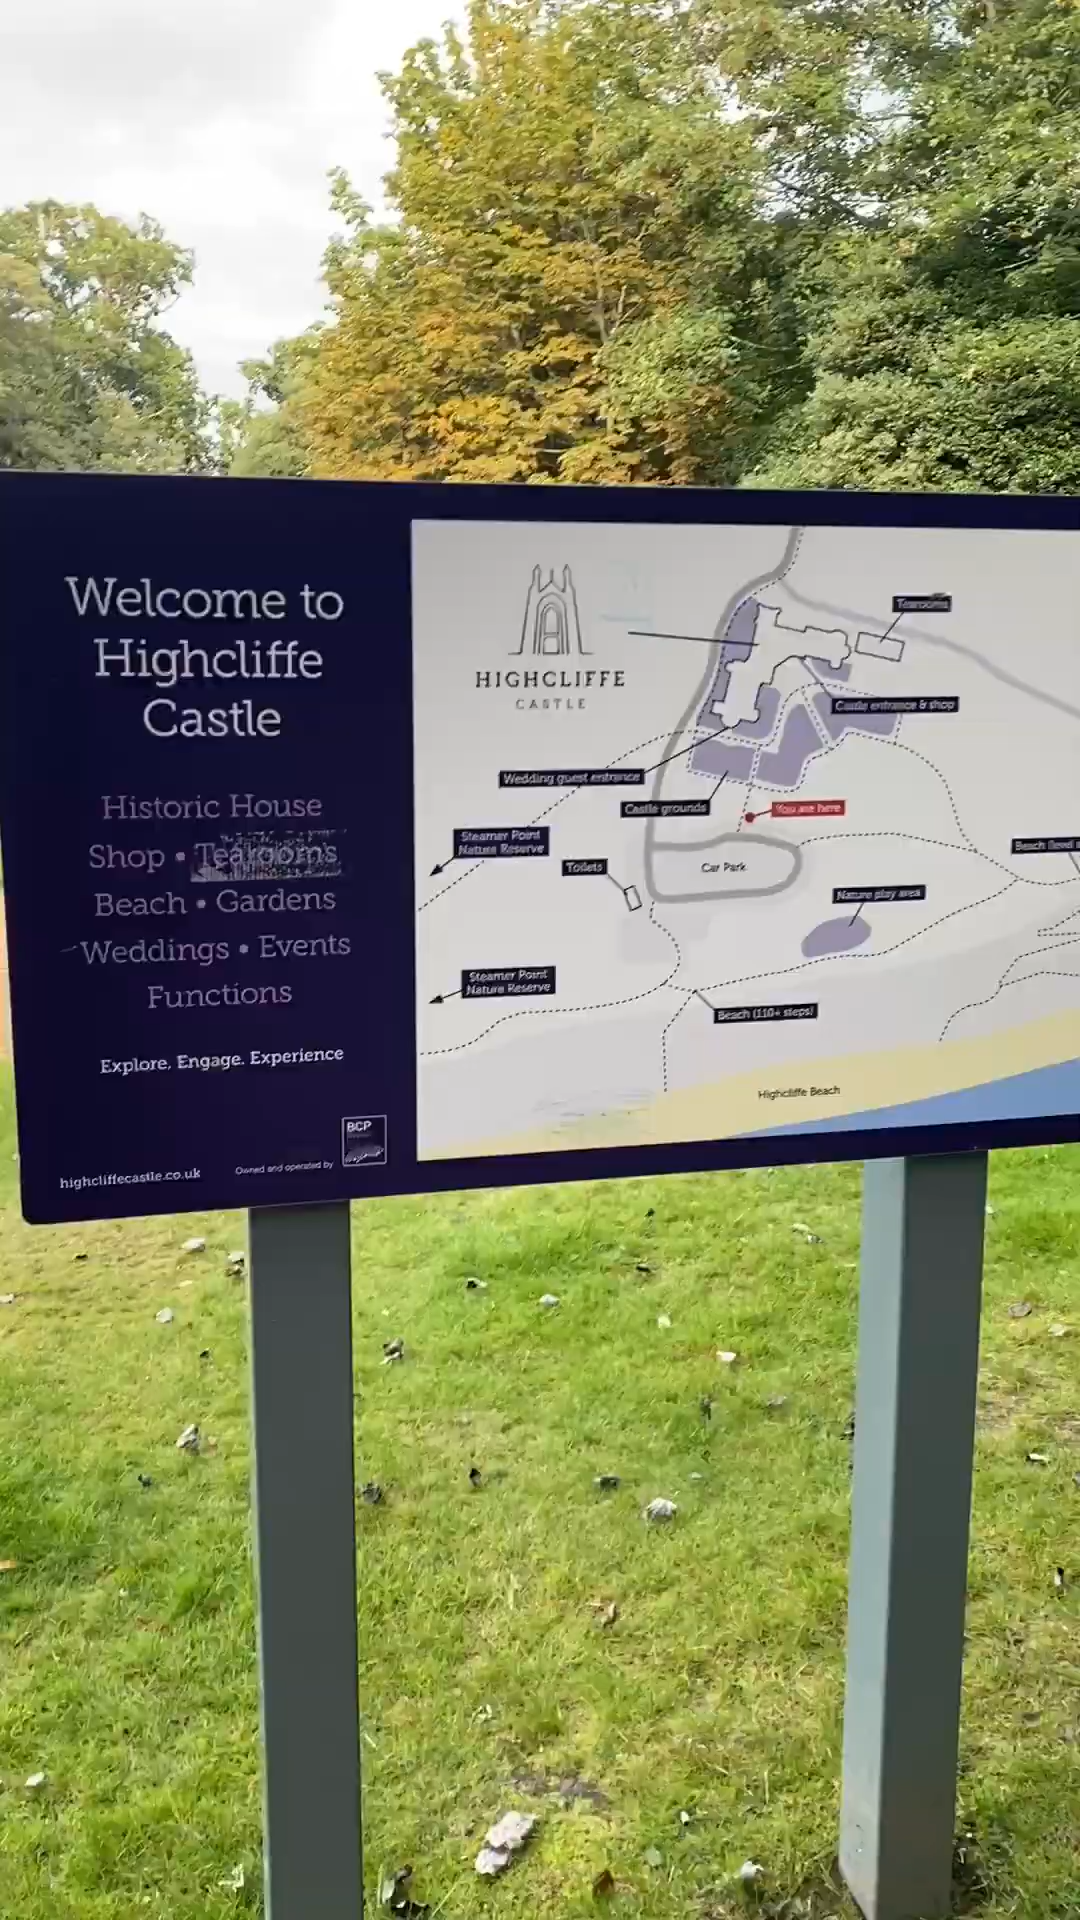 Welcome to
Highcliffe
Castle
Historic House
Shop • Tearooms
Beach • Gardens
Weddings • Events
Functions
Explore. Engage. Experience
highcliffecastle.co.uk
Owned and operated by
BCP
HIGHCLIFFE
CASTLE
Tearooms
Castle entrance & shop
Wedding guest entrance
Castle grounds
You are here
Steamer Point
Nature Reserve
Toilets
Car Park
Beach (level
Nature play area
Steamer Point
Nature Reserve
Beach (110+ steps)
Highcliffe Beach